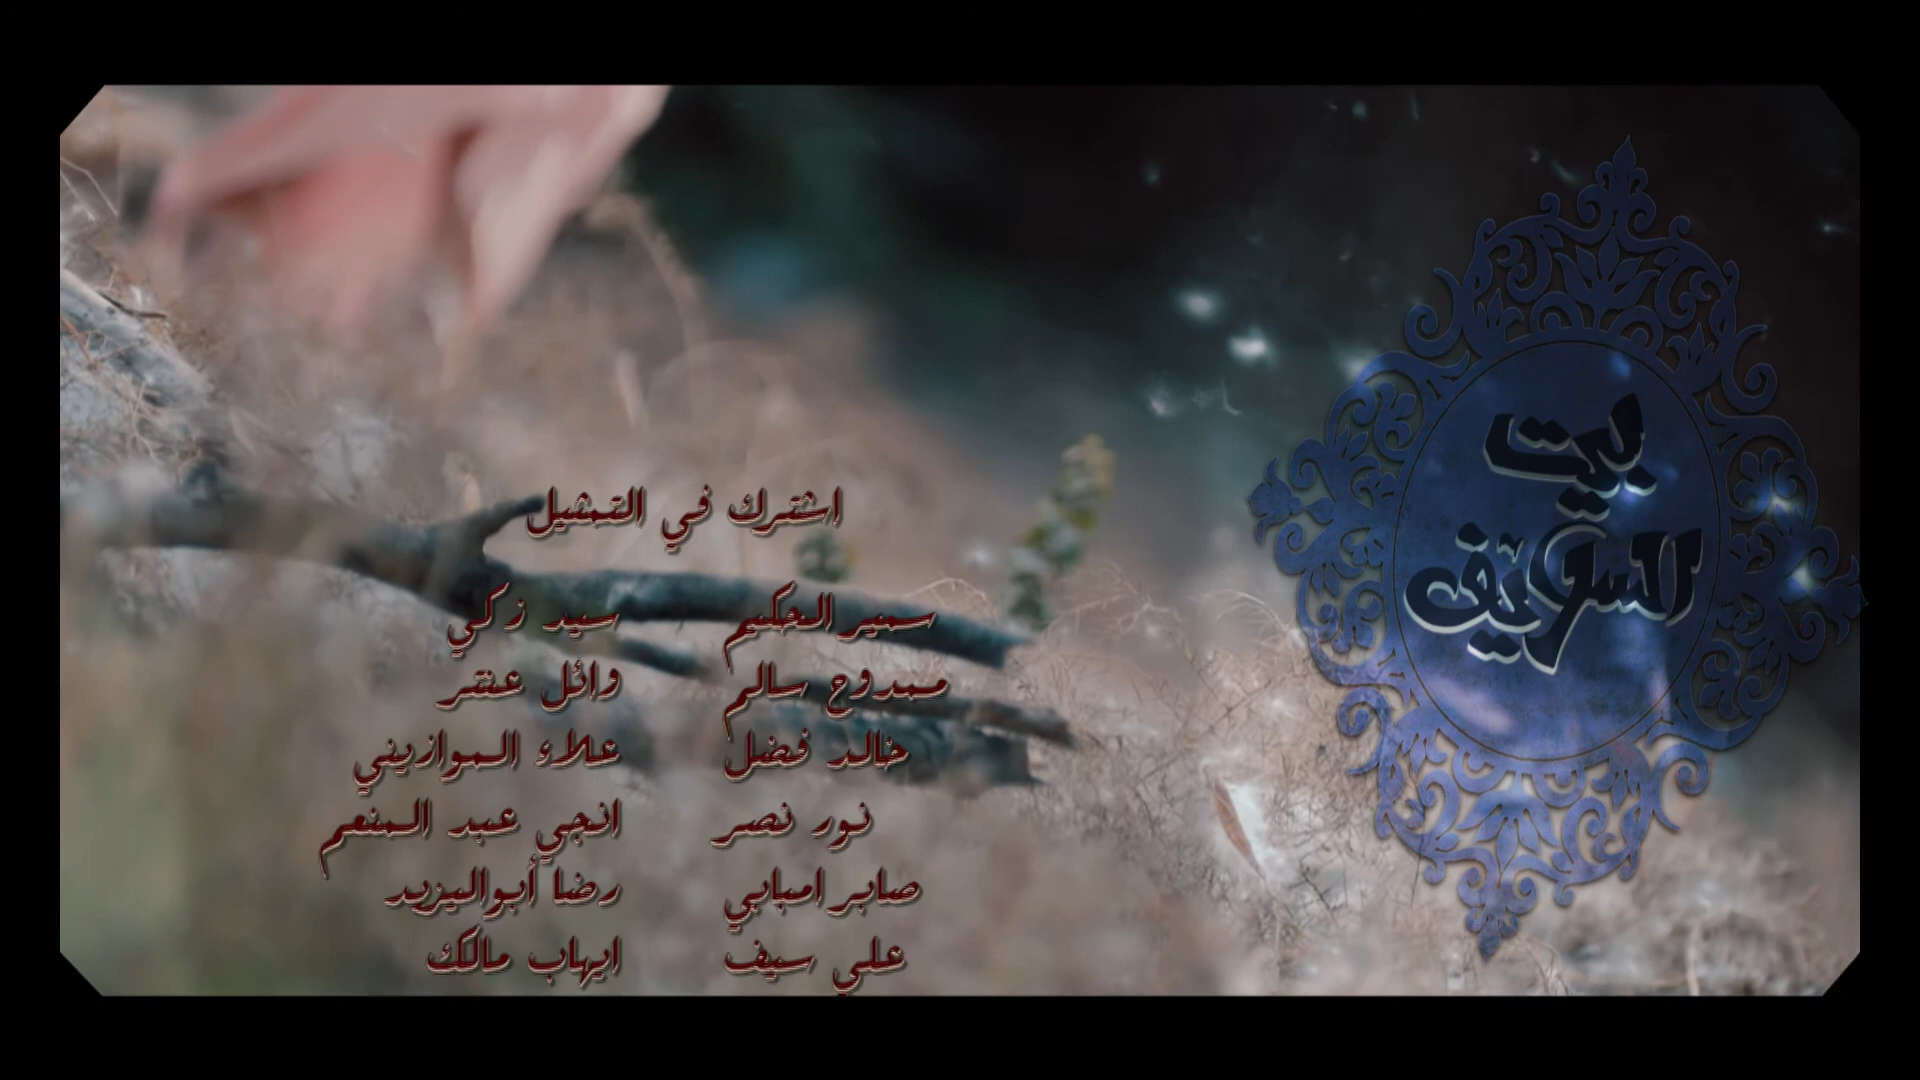 اشترك في التمثيل
سمير الحكيم سيد زكي
ممدوح سالم وائل عنتر
خالد فضل علاء الموازيني
نور نصر انجي عبد المنعم
صابر امبابي رضا أبواليزيد
علي سيف ايهاب مالك
بيت
السويف